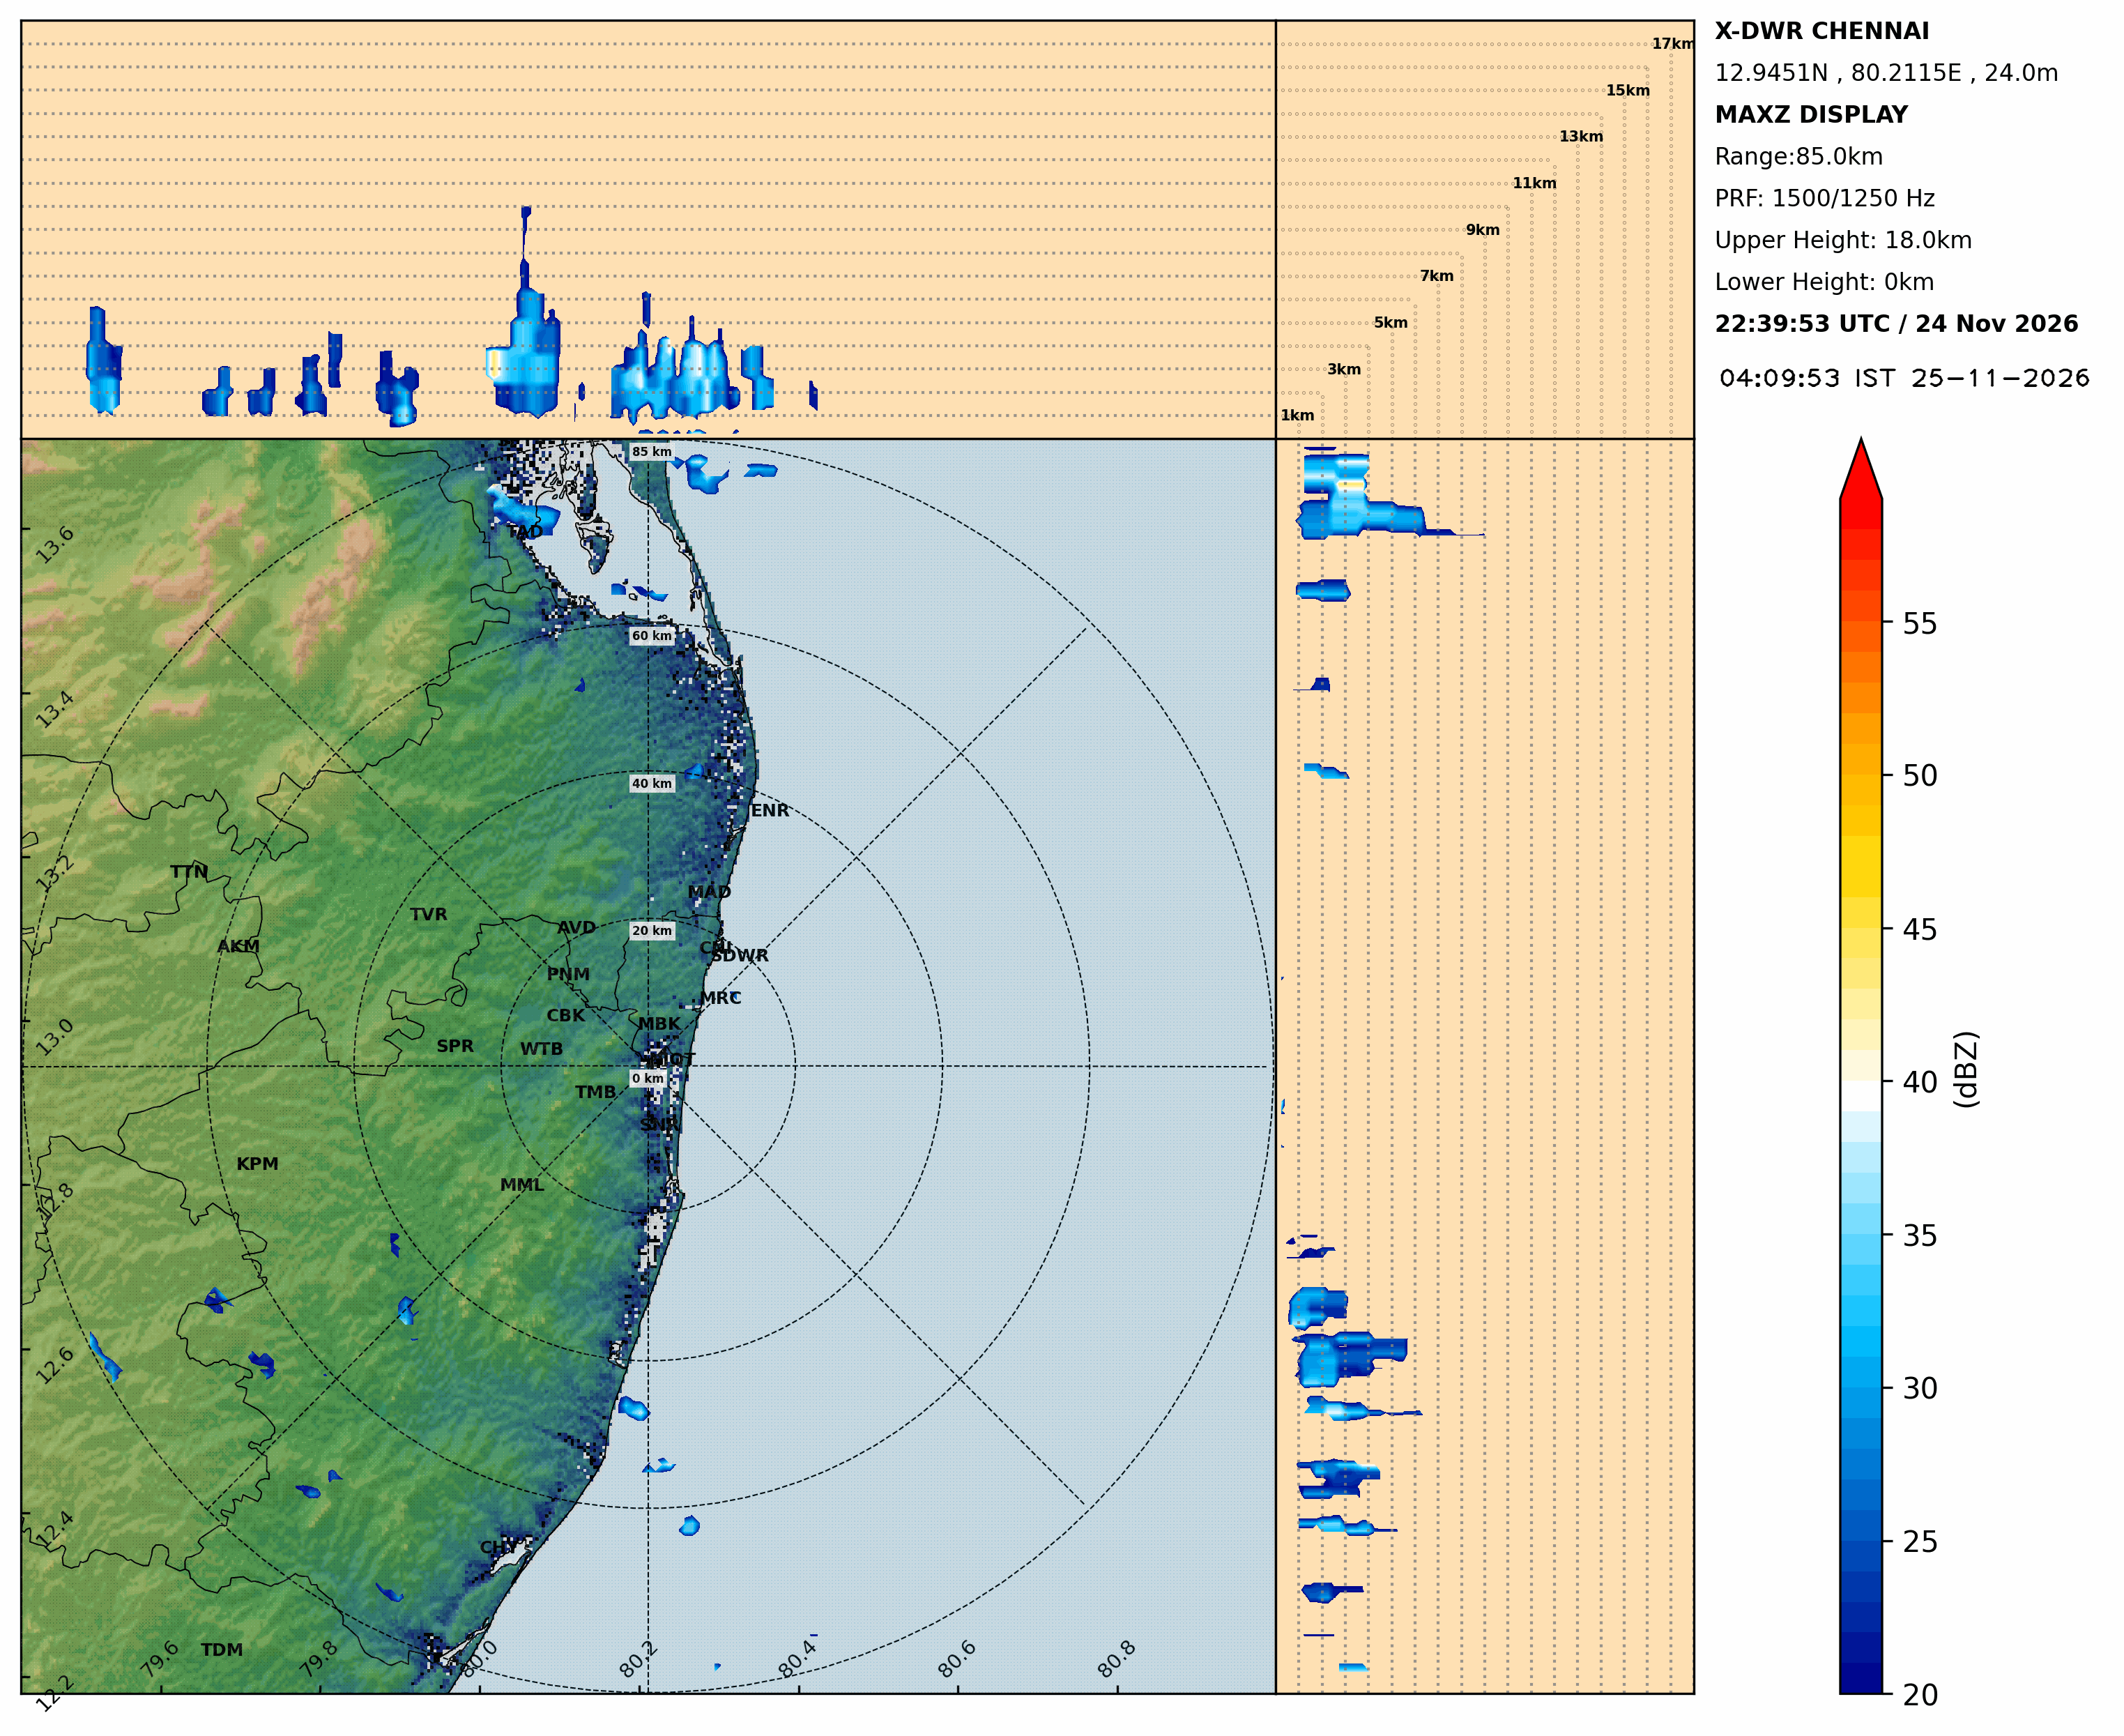 X-DWR CHENNAI
12.9451N , 80.2115E , 24.0m
MAXZ DISPLAY
Range:85.0km
PRF: 1500/1250 Hz
Upper Height: 18.0km
Lower Height: 0km
22:39:53 UTC / 24 Nov 2026
04:09:53 IST 25-11-2026
17km
15km
13km
11km
9km
7km
5km
3km
1km
85 km
TAD
13.6
60 km
13.4
40 km
ENR
13.2
TTN
MAD
TVR
AVD
20 km
AKM
CNL
SDWR
PNM
MRC
13.0
CBK
MBK
SPR
WTB
0 km
TMB
SNR
KPM
MML
12.8
12.6
12.4
CHY
TDM
12.2
79.6
79.8
80.0
80.2
80.4
80.6
80.8
55
50
45
40
35
30
25
20
(dBZ)